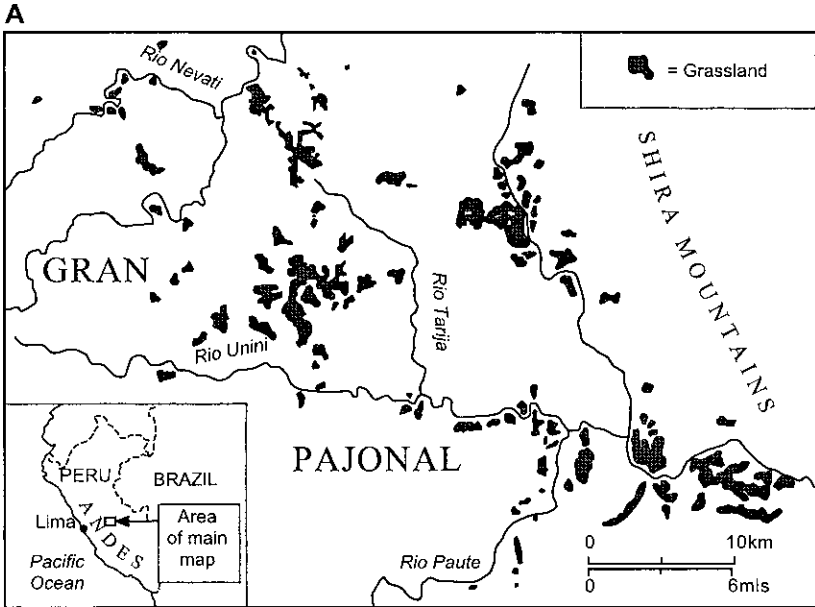 A
Rio Nevati
= Grassland
SHIRA MOUNTAINS
GRAN
Rio Tarija
Rio Unini
PAJONAL
PERU
BRAZIL
Lima
ANDES
Area
of main
map
Pacific
Ocean
Rio Paute
0 10km
0 6mls